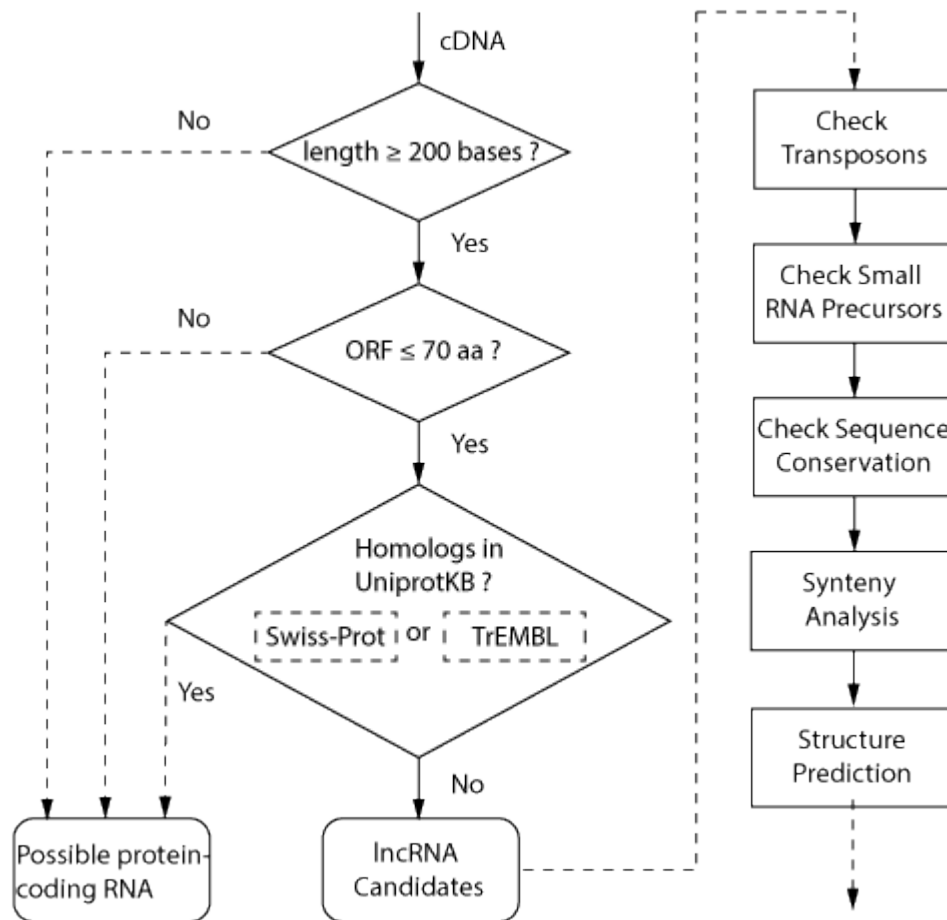 cDNA
No
length ≥ 200 bases ?
Yes
No
ORF ≤ 70 aa ?
Yes
Homologs in
UniprotKB ?
Swiss-Prot or TrEMBL
Yes
No
Possible protein-
coding RNA
lncRNA
Candidates
Check
Transposons
Check Small
RNA Precursors
Check Sequence
Conservation
Synteny
Analysis
Structure
Prediction